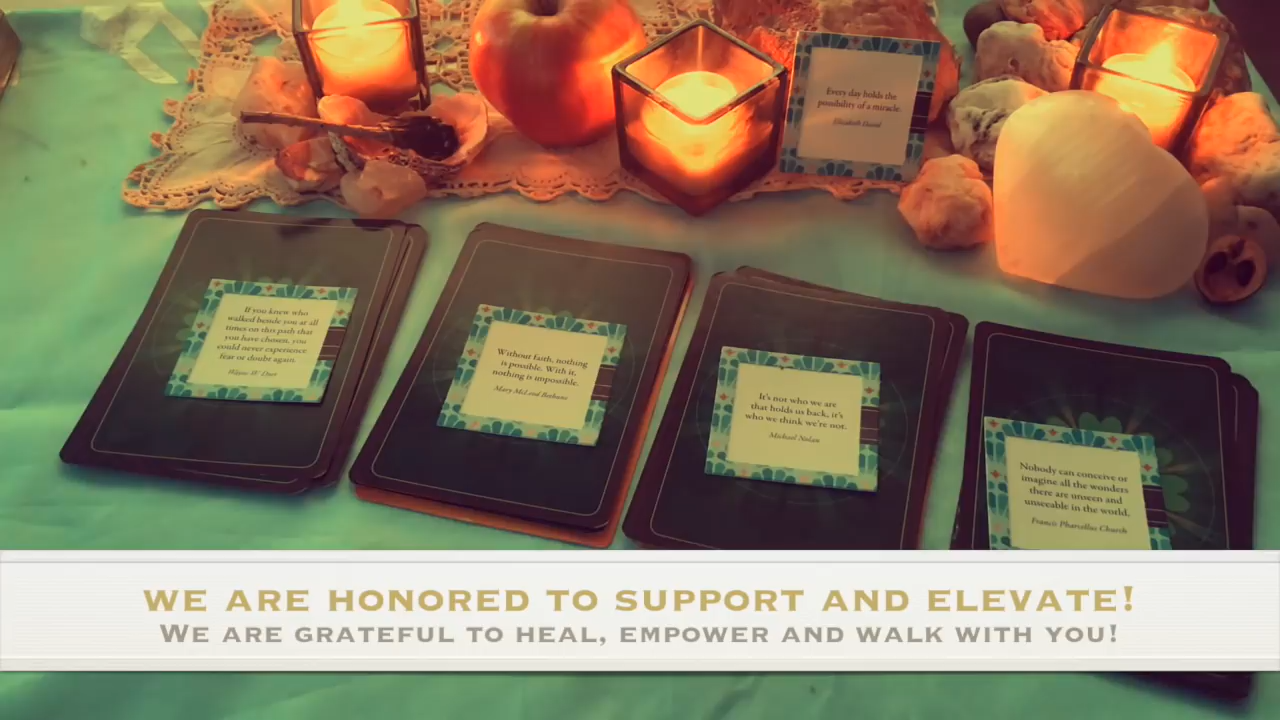 Every day holds the
possibility of a miracle.
Elizabeth David
If you knew who
walked beside you at all
times on this path that
you have chosen, you
could never experience
fear or doubt again.
Wayne W. Dyer
Without faith, nothing
is possible. With it,
nothing is impossible.
Mary McLeod Bethune
It's not who we are
that holds us back, it's
who we think we're not.
Michael Nolan
Nobody can conceive or
imagine all the wonders
there are unseen and
unseeable in the world.
Francis Pharcellus Church
WE ARE HONORED TO SUPPORT AND ELEVATE!
WE ARE GRATEFUL TO HEAL, EMPOWER AND WALK WITH YOU!